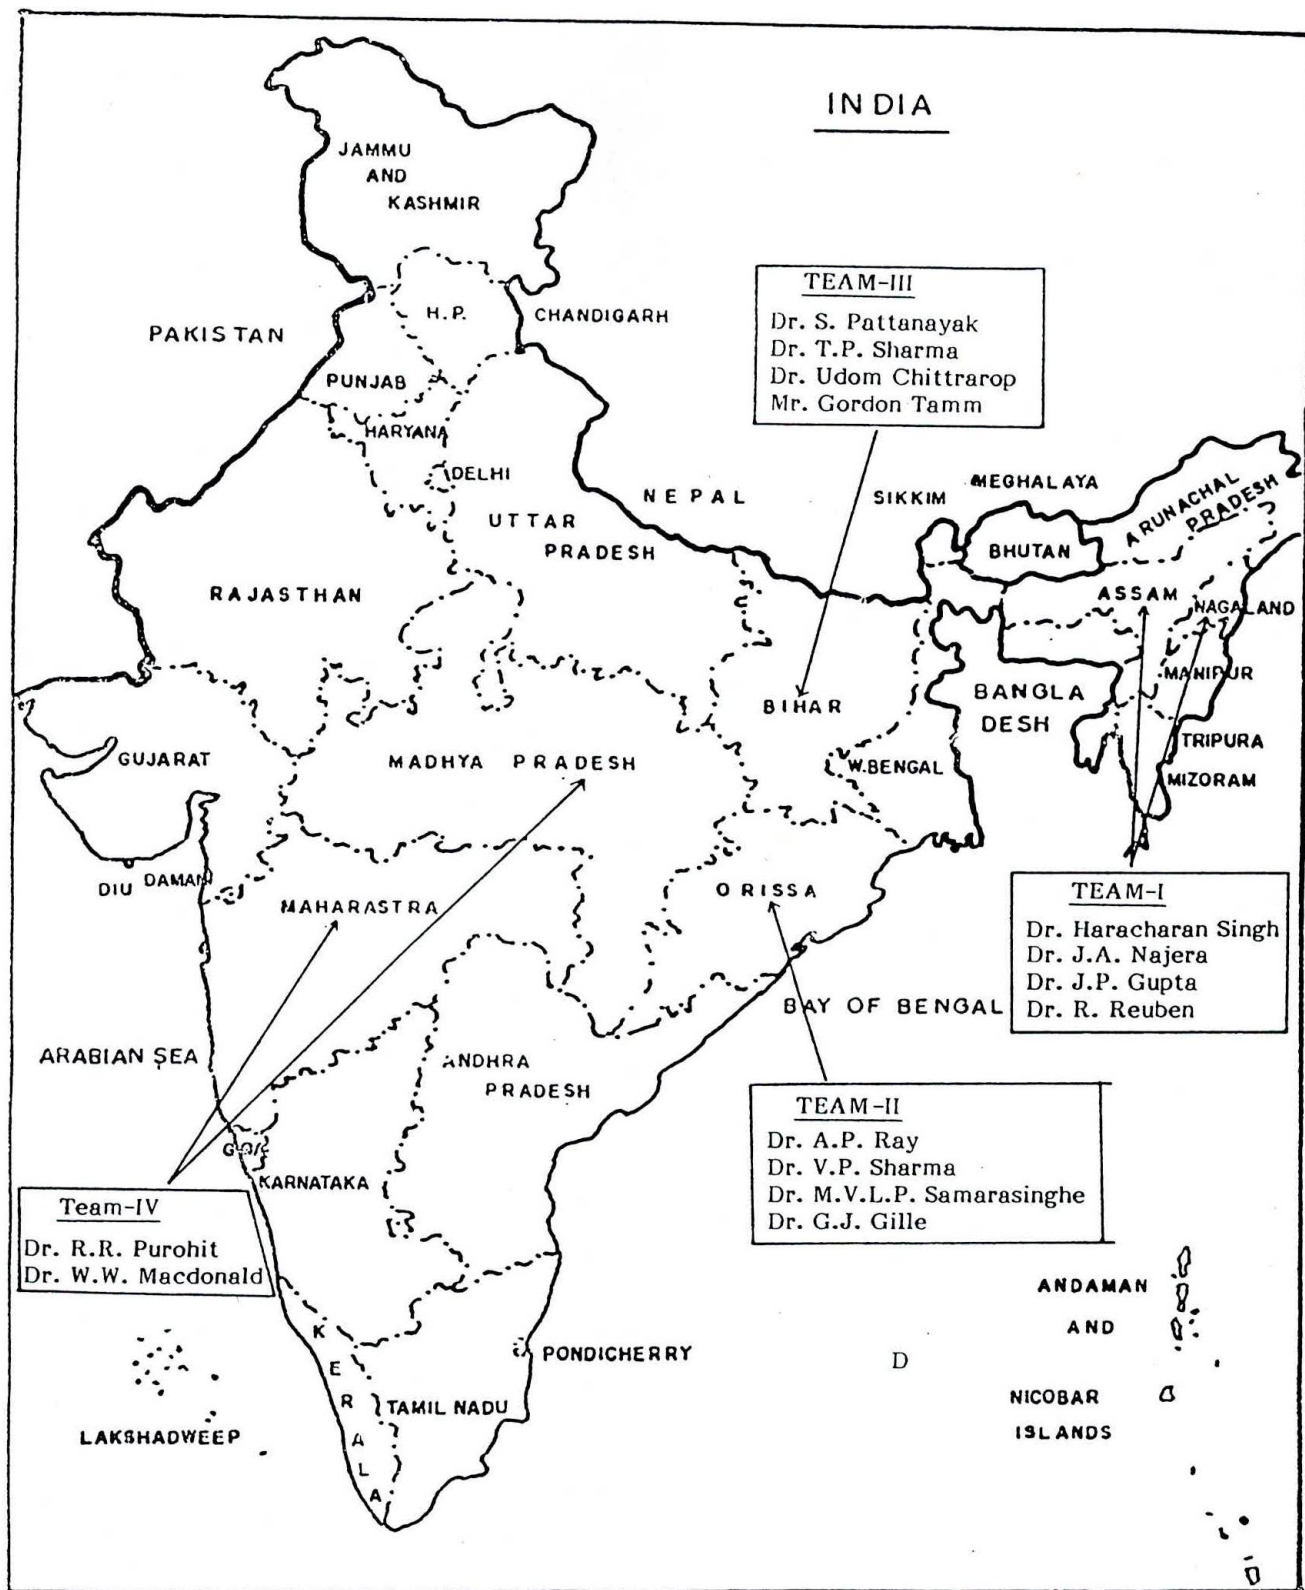 INDIA
JAMMU
AND
KASHMIR
H.P.
CHANDIGARH
PAKISTAN
PUNJAB
HARYANA
DELHI
TEAM-III
Dr. S. Pattanayak
Dr. T.P. Sharma
Dr. Udom Chittrarop
Mr. Gordon Tamm
NEPAL
SIKKIM
MEGHALAYA
ARUNACHAL
PRADESH
BHUTAN
UTTAR
PRADESH
RAJASTHAN
ASSAM
NAGALAND
MANIPUR
BANGLA
DESH
BIHAR
TRIPURA
MIZORAM
GUJARAT
MADHYA PRADESH
W.BENGAL
DIU
DAMAN
MAHARASTRA
ORISSA
TEAM-I
Dr. Haracharan Singh
Dr. J.A. Najera
Dr. J.P. Gupta
Dr. R. Reuben
BAY OF BENGAL
ARABIAN SEA
ANDHRA
PRADESH
TEAM-II
Dr. A.P. Ray
Dr. V.P. Sharma
Dr. M.V.L.P. Samarasinghe
Dr. G.J. Gille
GOA
KARNATAKA
Team-IV
Dr. R.R. Purohit
Dr. W.W. Macdonald
ANDAMAN
AND
NICOBAR
ISLANDS
D
KERALA
PONDICHERRY
TAMIL NADU
LAKSHADWEEP